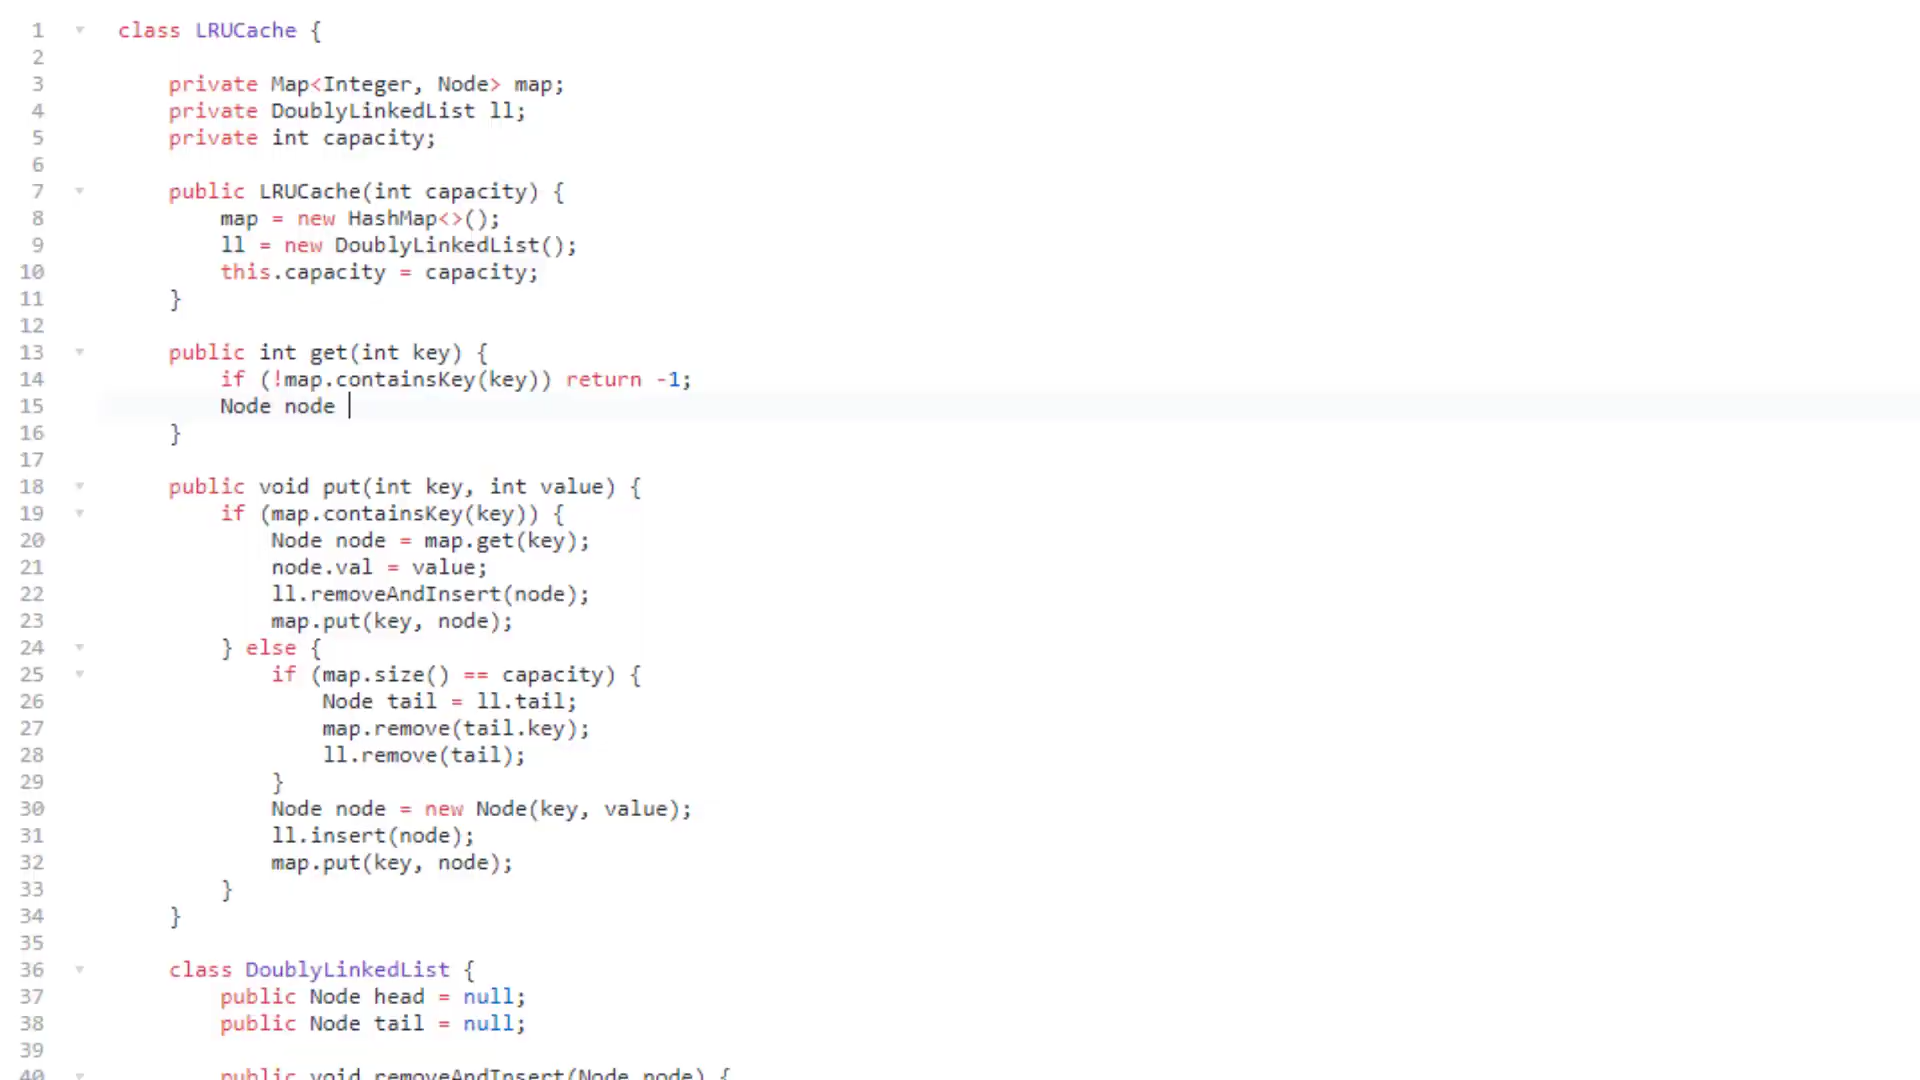 1 class LRUCache {
2
3 private Map<Integer, Node> map;
4 private DoublyLinkedList ll;
5 private int capacity;
6
7 public LRUCache(int capacity) {
8 map = new HashMap<>();
9 ll = new DoublyLinkedList();
10 this.capacity = capacity;
11 }
12
13 public int get(int key) {
14 if (!map.containsKey(key)) return -1;
15 Node node
16 }
17
18 public void put(int key, int value) {
19 if (map.containsKey(key)) {
20 Node node = map.get(key);
21 node.val = value;
22 ll.removeAndInsert(node);
23 map.put(key, node);
24 } else {
25 if (map.size() == capacity) {
26 Node tail = ll.tail;
27 map.remove(tail.key);
28 ll.remove(tail);
29 }
30 Node node = new Node(key, value);
31 ll.insert(node);
32 map.put(key, node);
33 }
34 }
35
36 class DoublyLinkedList {
37 public Node head = null;
38 public Node tail = null;
39
40 public void removeAndInsert(Node node) {